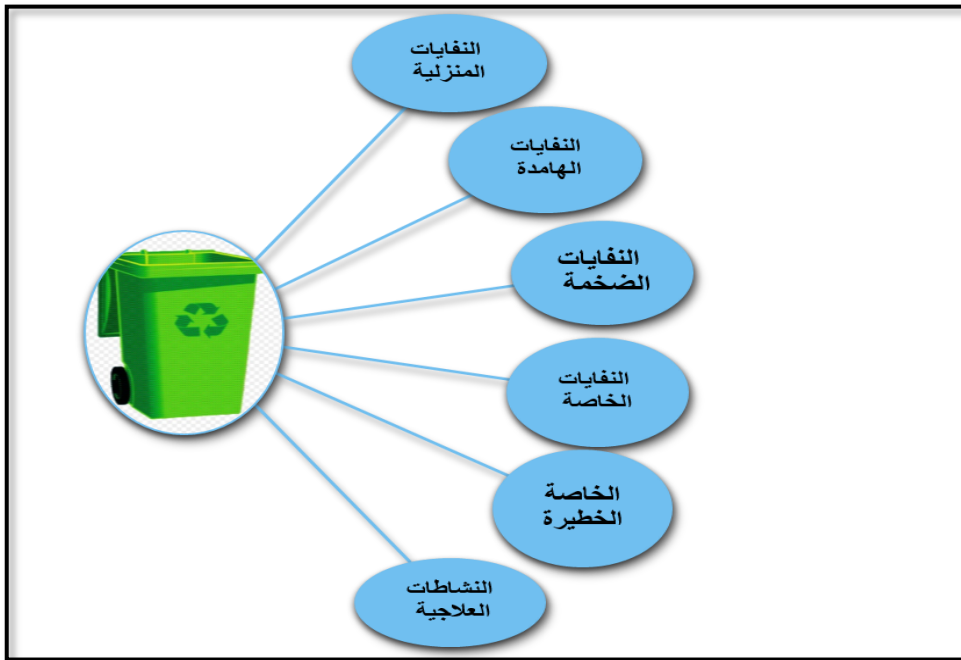 النفايات
المنزلية
النفايات
الهامدة
النفايات
الضخمة
النفايات
الخاصة
الخاصة
الخطيرة
النشاطات
العلاجية